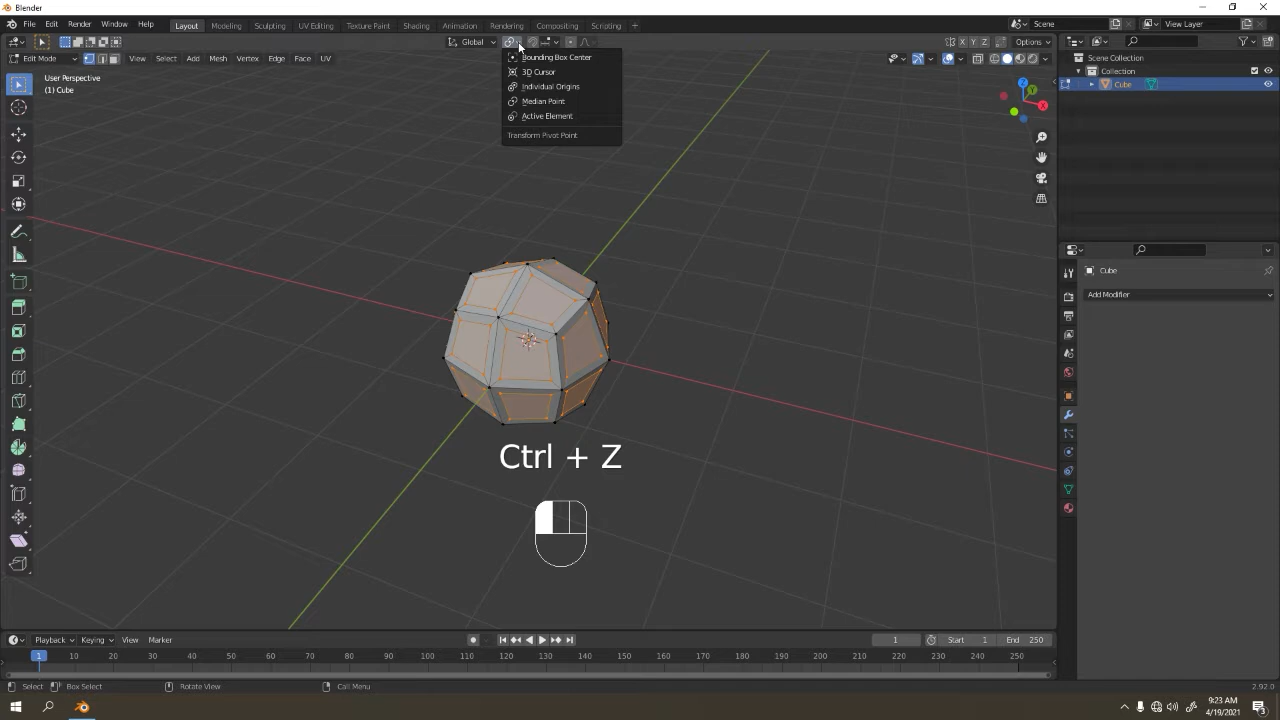 Blender
File Edit Render Window Help Layout Modeling Sculpting UV Editing Texture Paint Shading Animation Rendering Compositing Scripting + Scene View Layer
Global X Y Z Options
Edit Mode View Select Add Mesh Vertex Edge Face UV
User Perspective
(1) Cube
Bounding Box Center
3D Cursor
Individual Origins
Median Point
Active Element
Transform Pivot Point
Z
Y
X
Scene Collection
Collection
Cube
Cube
Add Modifier
Ctrl + Z
Playback Keying View Marker 1 Start 1 End 250
1 10 20 30 40 50 60 70 80 90 100 110 120 130 140 150 160 170 180 190 200 210 220 230 240 250
Select Box Select Rotate View Call Menu 2.92.0
9:23 AM
4/19/2021
3